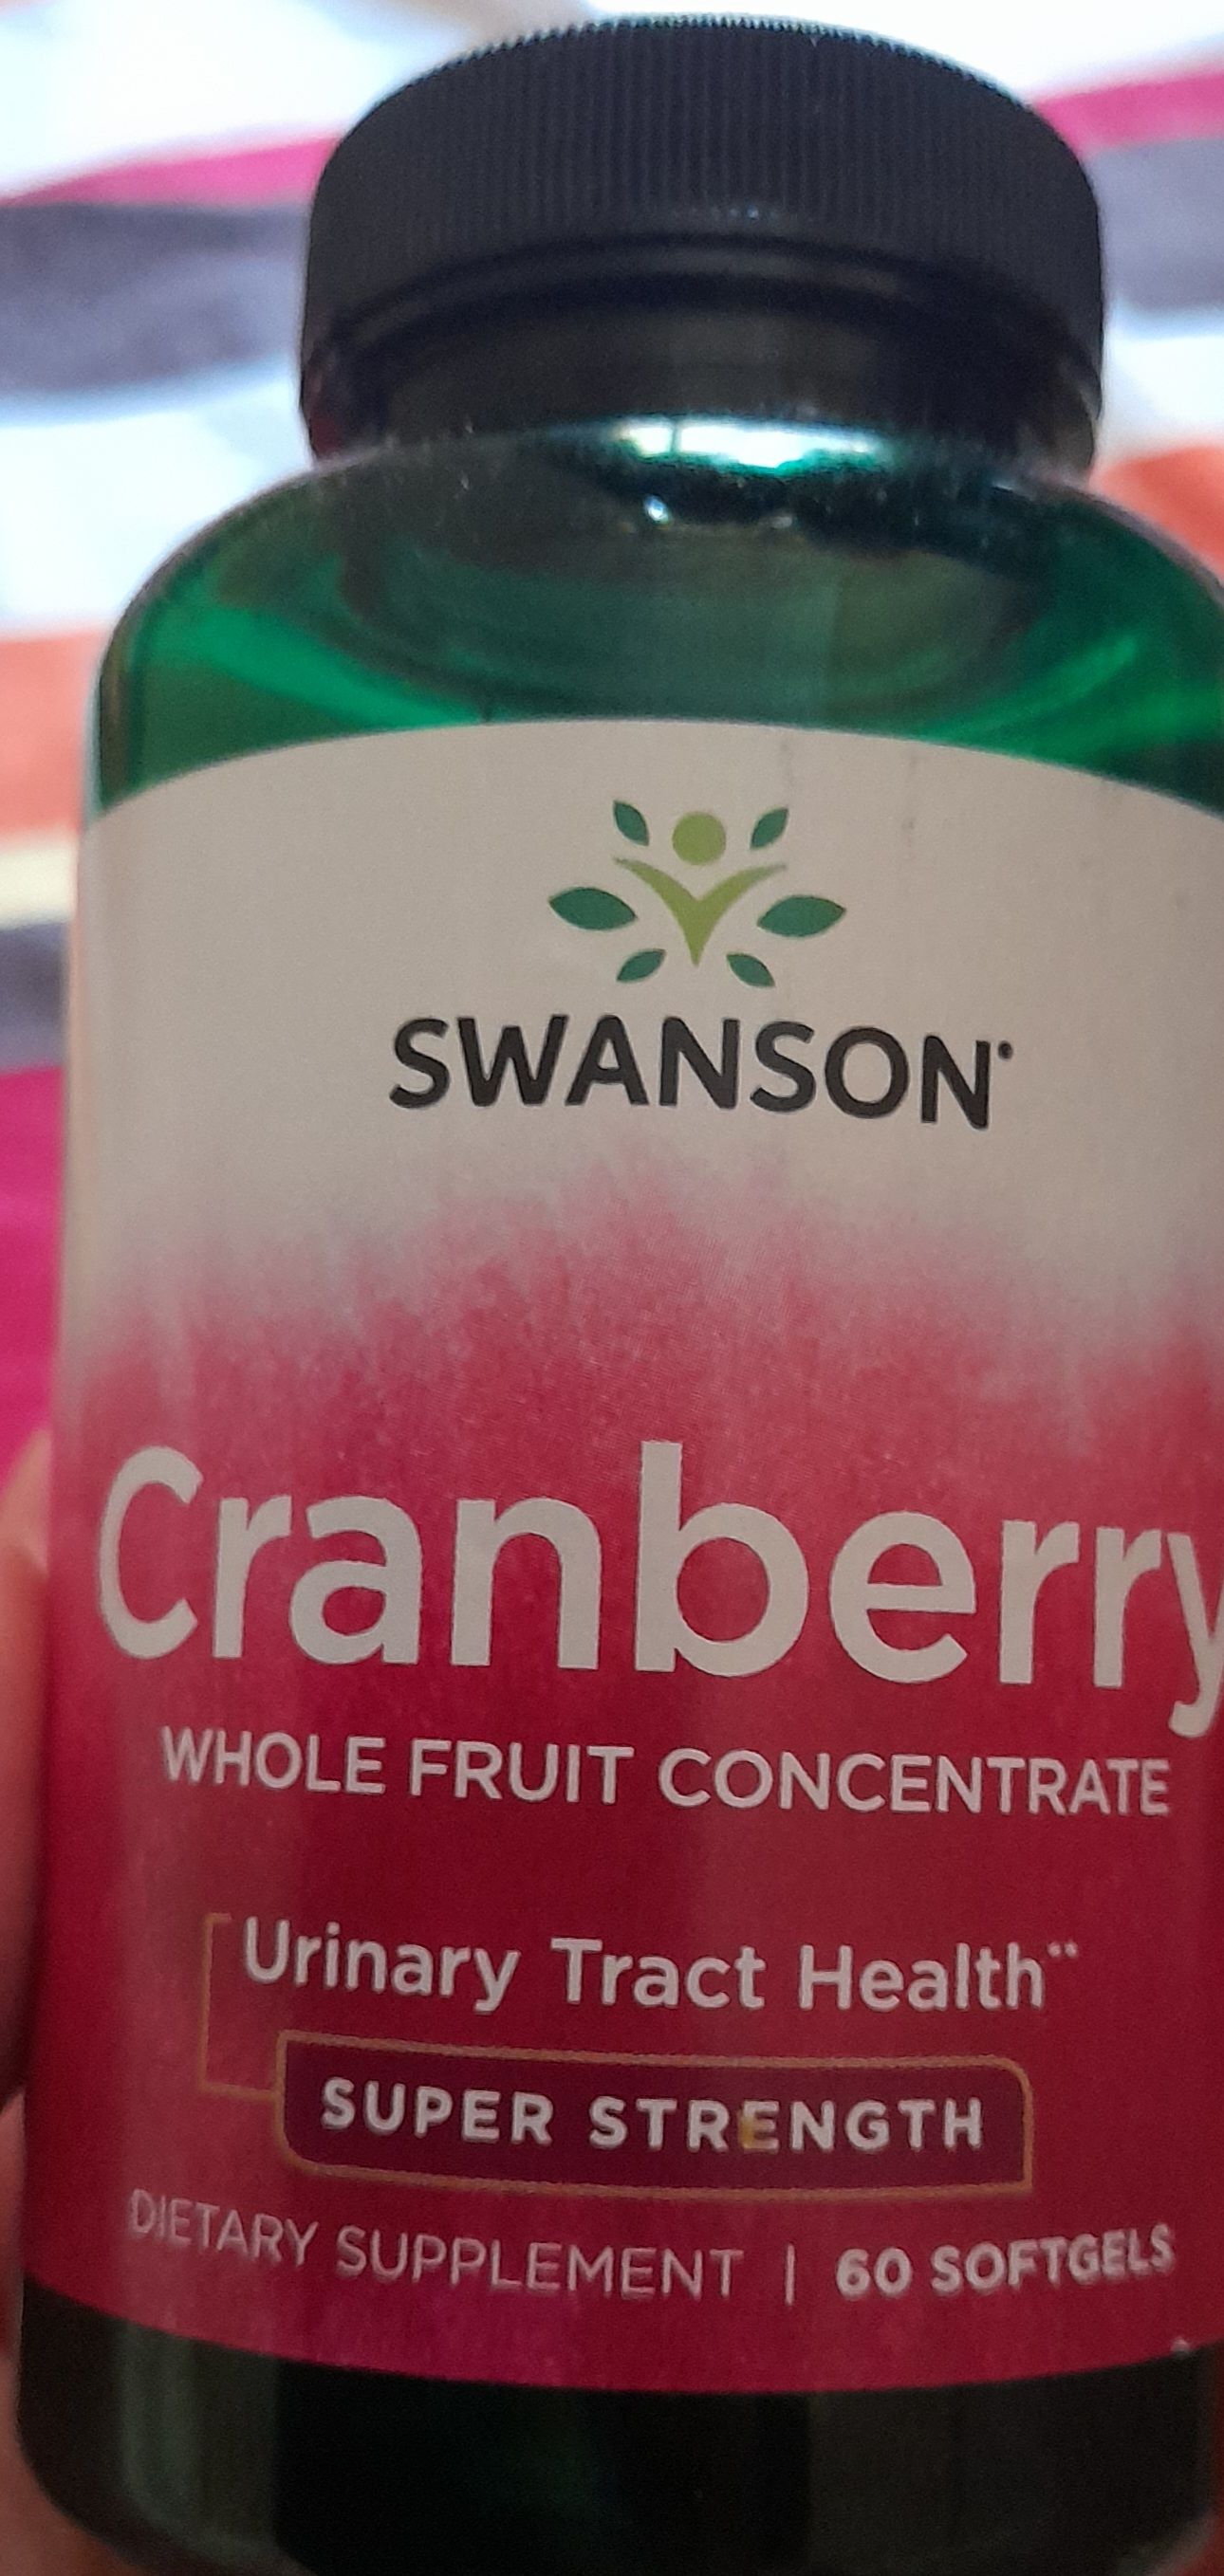 SWANSON
Cranberry
WHOLE FRUIT CONCENTRATE
Urinary Tract Health**
SUPER STRENGTH
DIETARY SUPPLEMENT | 60 SOFTGELS